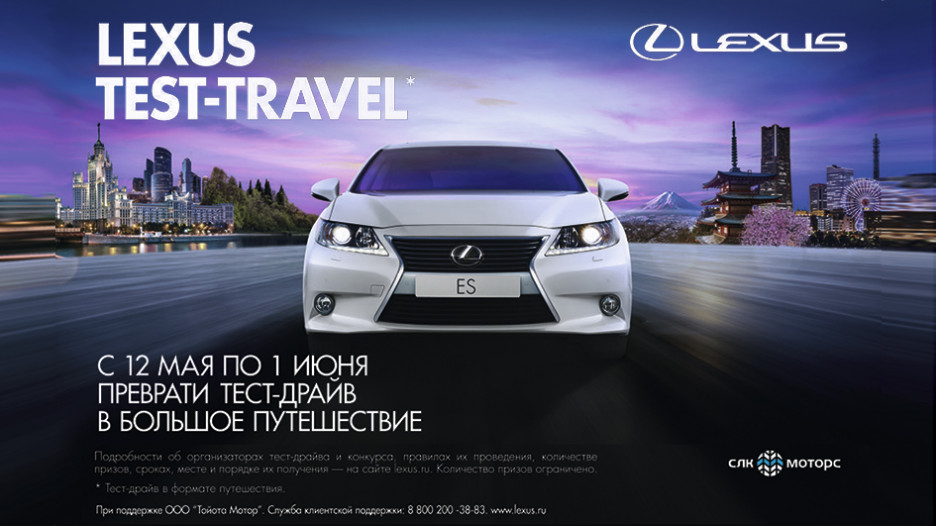 LEXUS
TEST-TRAVEL*
LEXUS
ES
С 12 МАЯ ПО 1 ИЮНЯ
ПРЕВРАТИ ТЕСТ-ДРАЙВ
В БОЛЬШОЕ ПУТЕШЕСТВИЕ
Подробности об организаторах тест-драйва и конкурса, правилах их проведения, количестве
призов, сроках, месте и порядке их получения — на сайте lexus.ru. Количество призов ограничено.
* Тест-драйв в формате путешествия.
СЛК МОТОРС
При поддержке ООО "Тойота Мотор". Служба клиентской поддержки: 8 800 200 -38-83. www.lexus.ru